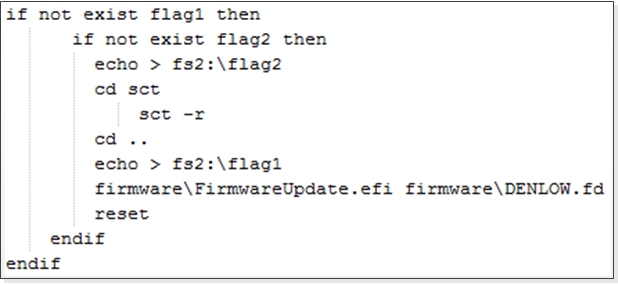 if not exist flag1 then
if not exist flag2 then
echo > fs2:\flag2
cd sct
sct -r
cd ..
echo > fs2:\flag1
firmware\FirmwareUpdate.efi firmware\DENLOW.fd
reset
endif
endif